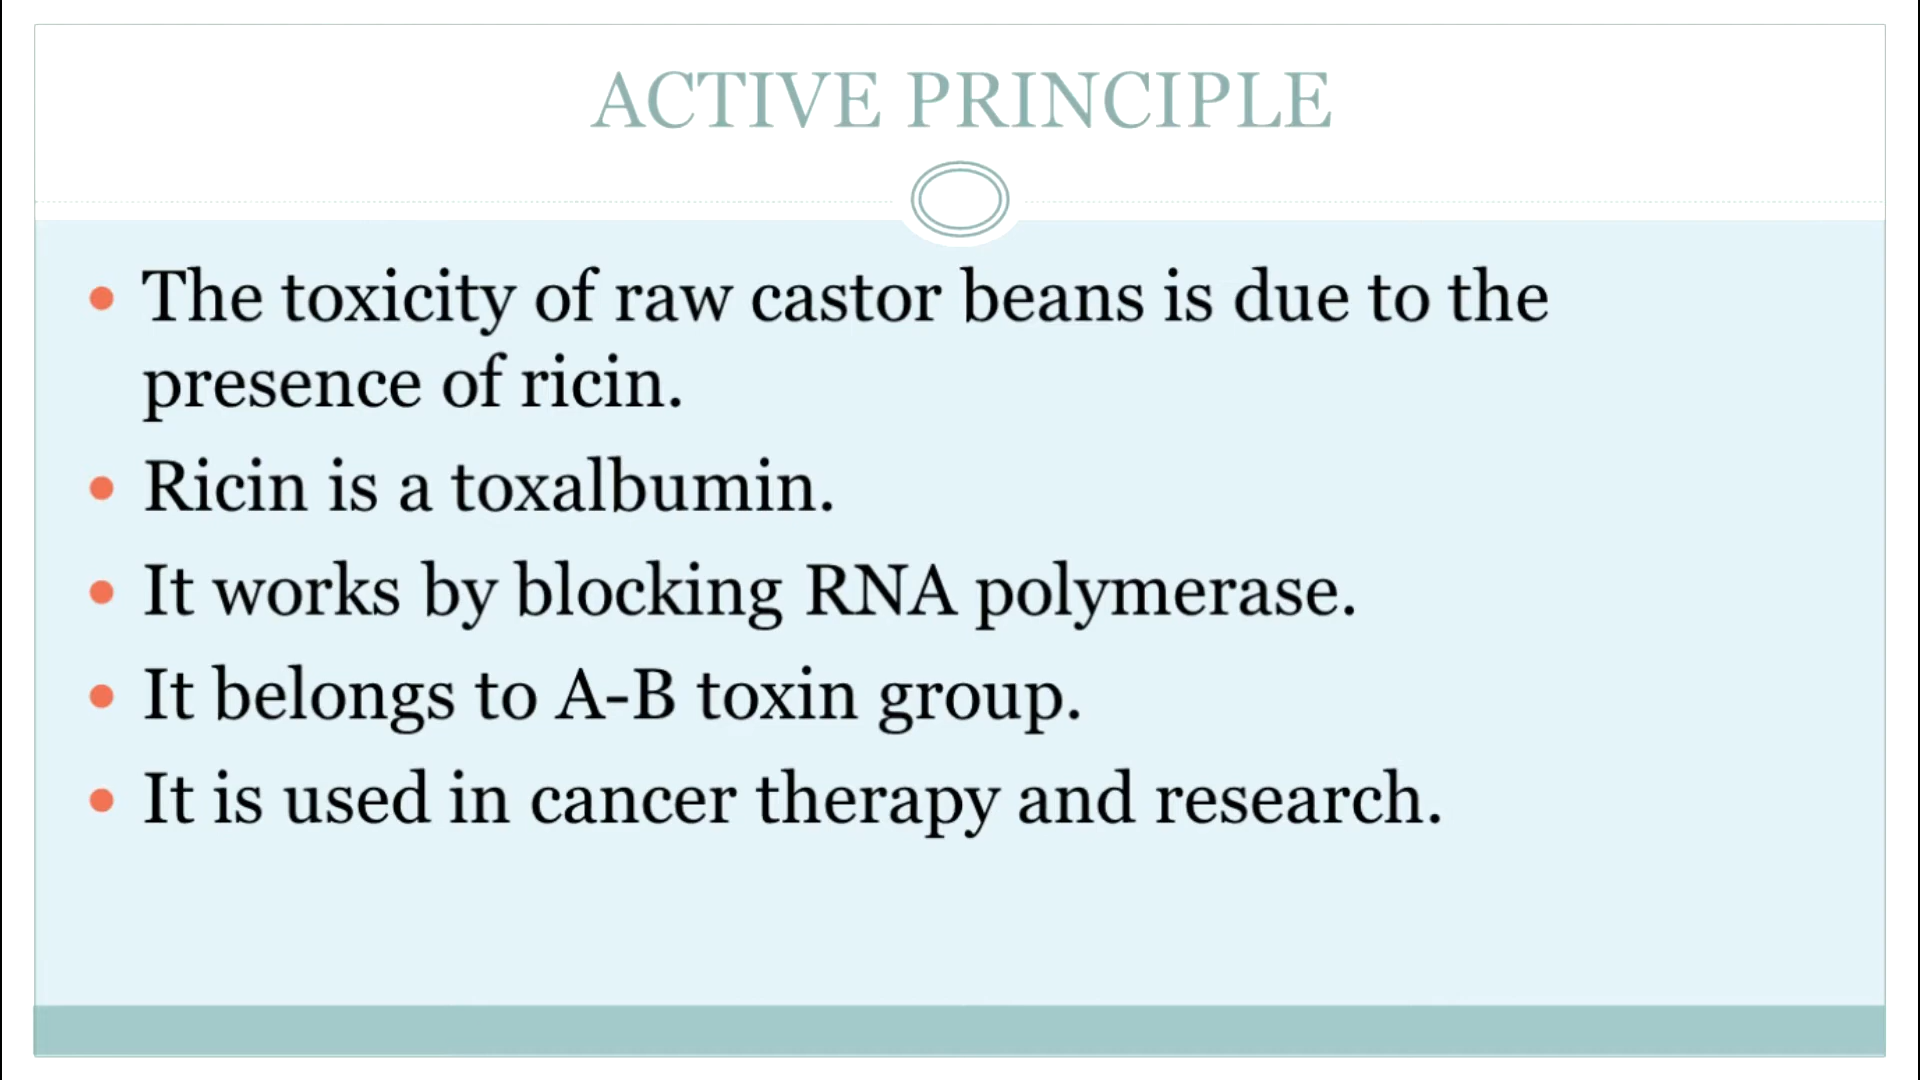 ACTIVE PRINCIPLE
The toxicity of raw castor beans is due to the
presence of ricin.
Ricin is a toxalbumin.
It works by blocking RNA polymerase.
It belongs to A-B toxin group.
It is used in cancer therapy and research.